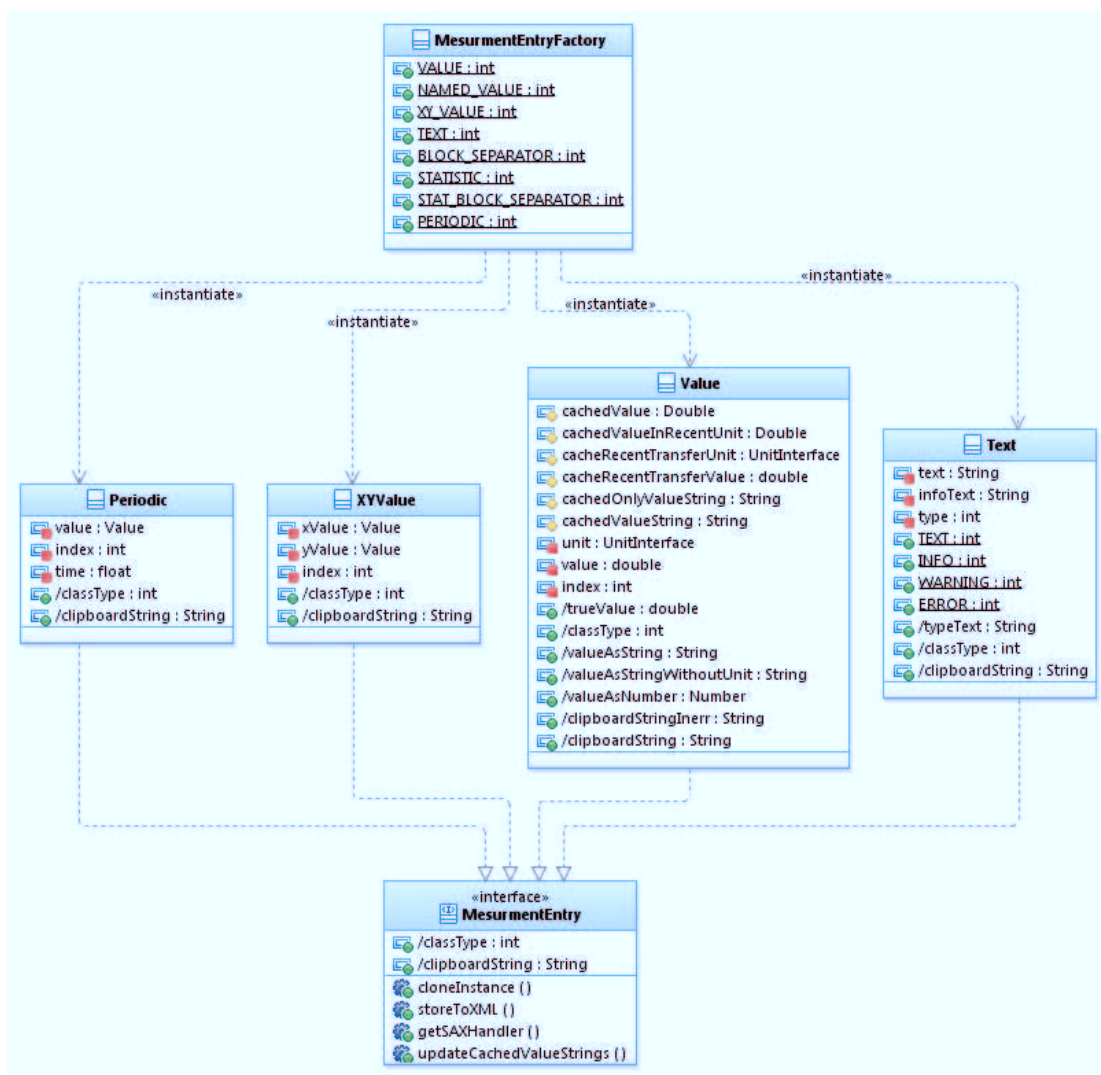 MesurmentEntryFactory
VALUE : int
NAMED_VALUE : int
XY_VALUE : int
TEXT : int
BLOCK_SEPARATOR : int
STATISTIC : int
STAT_BLOCK_SEPARATOR : int
PERIODIC : int
«instantiate»
«instantiate»
«instantiate»
«instantiate»
Periodic
value : Value
index : int
time : float
/classType : int
/clipboardString : String
XYValue
xValue : Value
yValue : Value
index : int
/classType : int
/clipboardString : String
Value
cachedValue : Double
cachedValueInRecentUnit : Double
cacheRecentTransferUnit : UnitInterface
cacheRecentTransferValue : double
cachedOnlyValueString : String
cachedValueString : String
unit : UnitInterface
value : double
index : int
/trueValue : double
/classType : int
/valueAsString : String
/valueAsStringWithoutUnit : String
/valueAsNumber : Number
/clipboardStringInerr : String
/clipboardString : String
Text
text : String
infoText : String
type : int
TEXT : int
INFO : int
WARNING : int
ERROR : int
/typeText : String
/classType : int
/clipboardString : String
«interface»
MesurmentEntry
/classType : int
/clipboardString : String
cloneInstance ( )
storeToXML ( )
getSAXHandler ( )
updateCachedValueStrings ( )